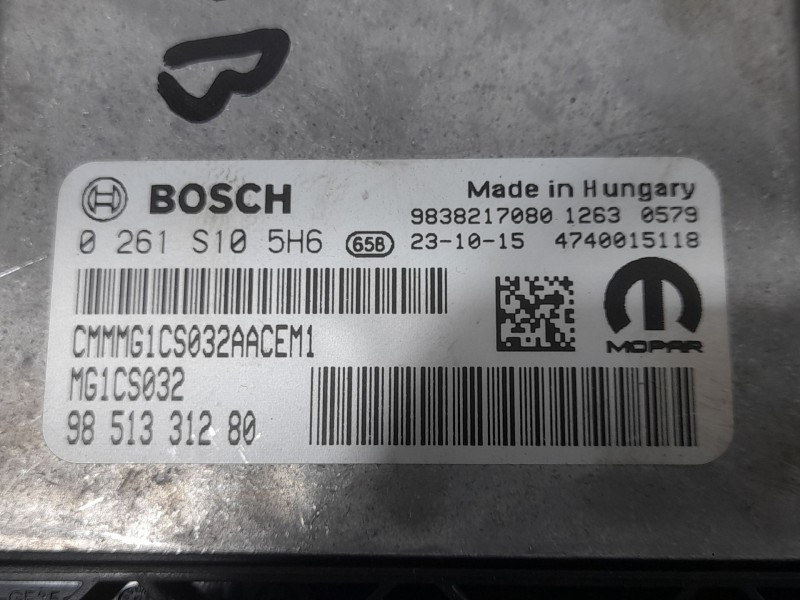 BOSCH
Made in Hungary
9838217080 1263 0579
0 261 S10 5H6 65B 23-10-15 4740015118
CMMMG1CS032AACEM1
MOPAR
MG1CS032
98 513 312 80